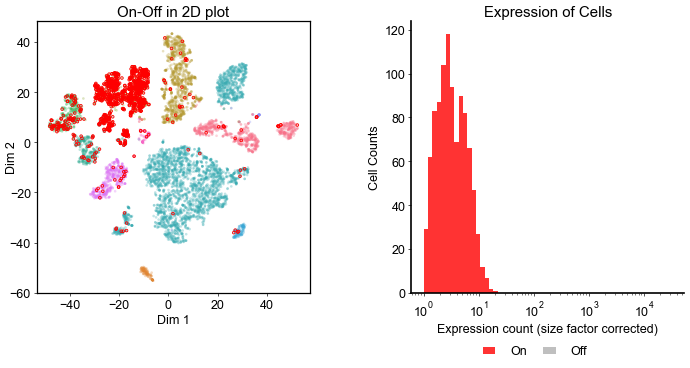 On-Off in 2D plot
40
20
0
−20
−40
−60
Dim 2
−40
−20
0
20
40
Dim 1
Expression of Cells
120
100
80
60
40
20
0
Cell Counts
10^0
10^1
10^2
10^3
10^4
Expression count (size factor corrected)
On
Off